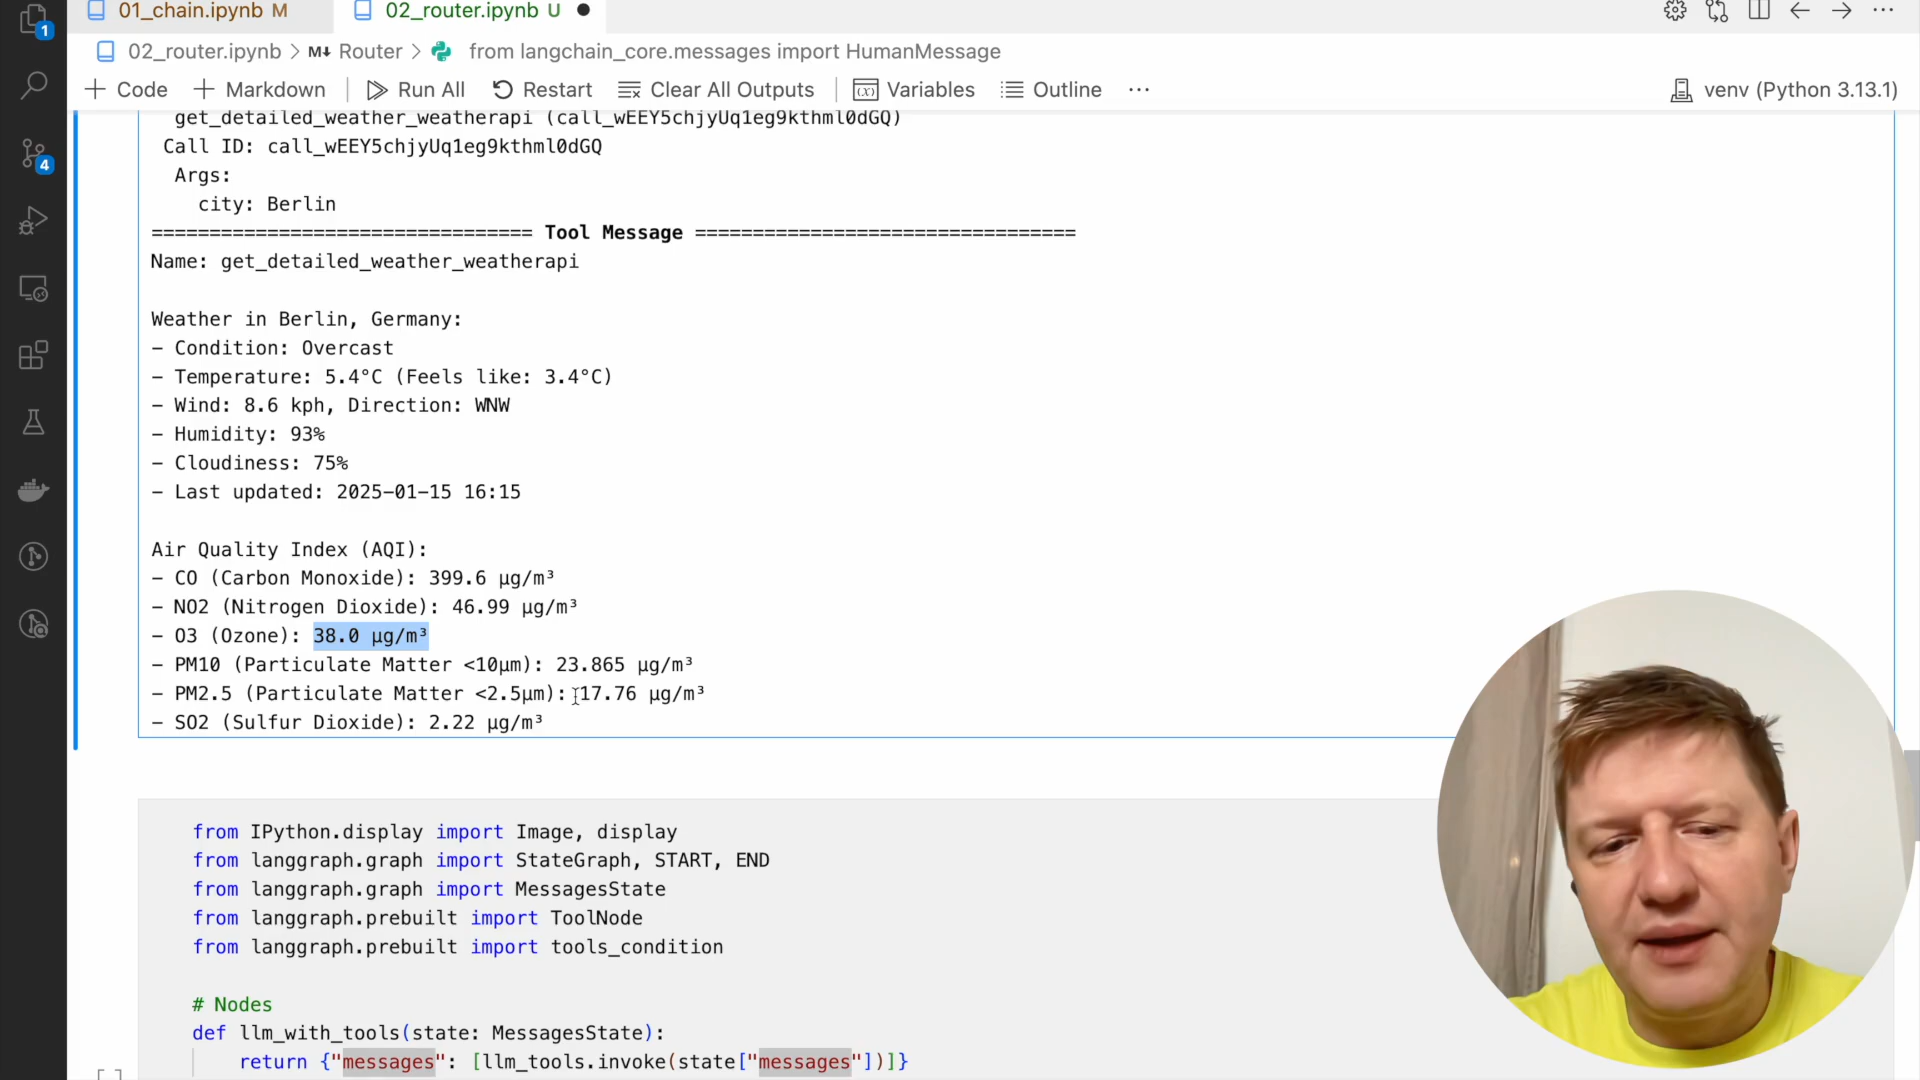 01_chain.ipynb M
02_router.ipynb U
1
02_router.ipynb > M↓ Router > from langchain_core.messages import HumanMessage
+ Code + Markdown Run All Restart Clear All Outputs (x) Variables Outline ··· venv (Python 3.13.1)
4
get_detailed_weather_weatherapi (call_wEEY5chjyUq1eg9kthml0dGQ)
Call ID: call_wEEY5chjyUq1eg9kthml0dGQ
Args:
city: Berlin
================================= Tool Message =================================
Name: get_detailed_weather_weatherapi
Weather in Berlin, Germany:
- Condition: Overcast
- Temperature: 5.4°C (Feels like: 3.4°C)
- Wind: 8.6 kph, Direction: WNW
- Humidity: 93%
- Cloudiness: 75%
- Last updated: 2025-01-15 16:15
Air Quality Index (AQI):
- CO (Carbon Monoxide): 399.6 µg/m³
- NO2 (Nitrogen Dioxide): 46.99 µg/m³
- O3 (Ozone): 38.0 µg/m³
- PM10 (Particulate Matter <10µm): 23.865 µg/m³
- PM2.5 (Particulate Matter <2.5µm): 17.76 µg/m³
- SO2 (Sulfur Dioxide): 2.22 µg/m³
from IPython.display import Image, display
from langgraph.graph import StateGraph, START, END
from langgraph.graph import MessagesState
from langgraph.prebuilt import ToolNode
from langgraph.prebuilt import tools_condition
# Nodes
def llm_with_tools(state: MessagesState):
return {"messages": [llm_tools.invoke(state["messages"])]}
[ ]